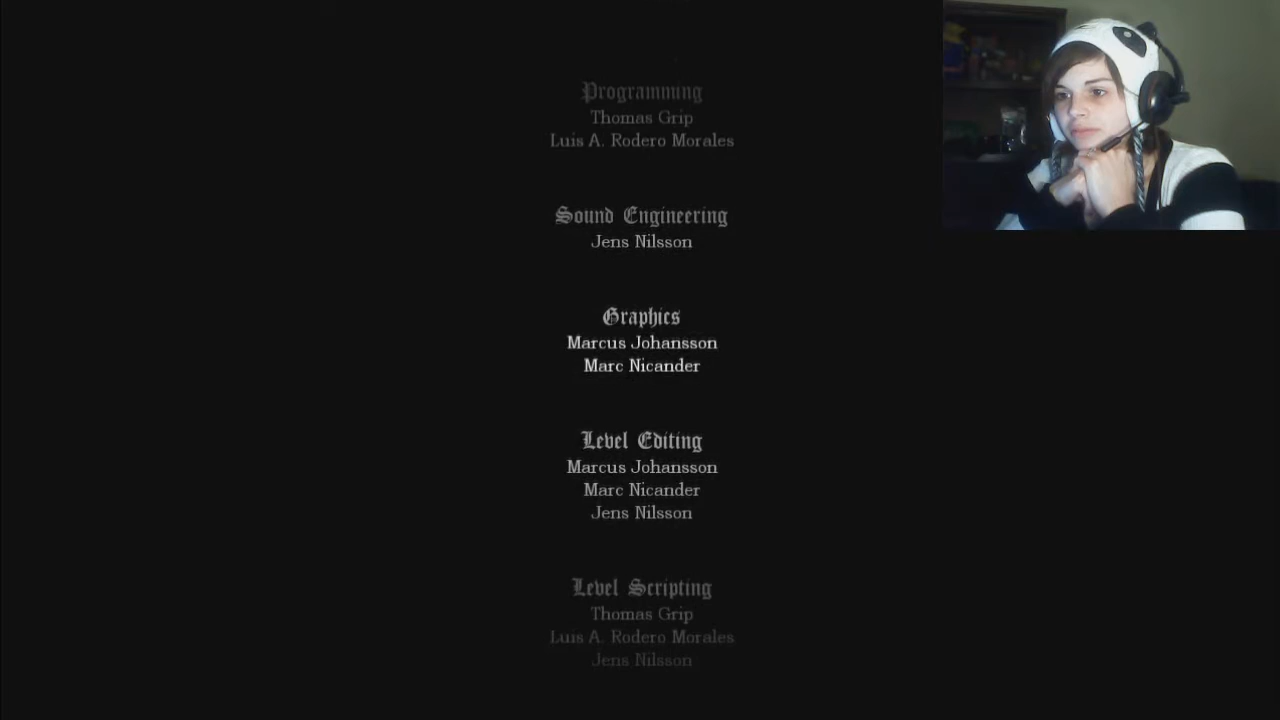 Programming
Thomas Grip
Luis A. Rodero Morales
Sound Engineering
Jens Nilsson
Graphics
Marcus Johansson
Marc Nicander
Level Editing
Marcus Johansson
Marc Nicander
Jens Nilsson
Level Scripting
Thomas Grip
Luis A. Rodero Morales
Jens Nilsson